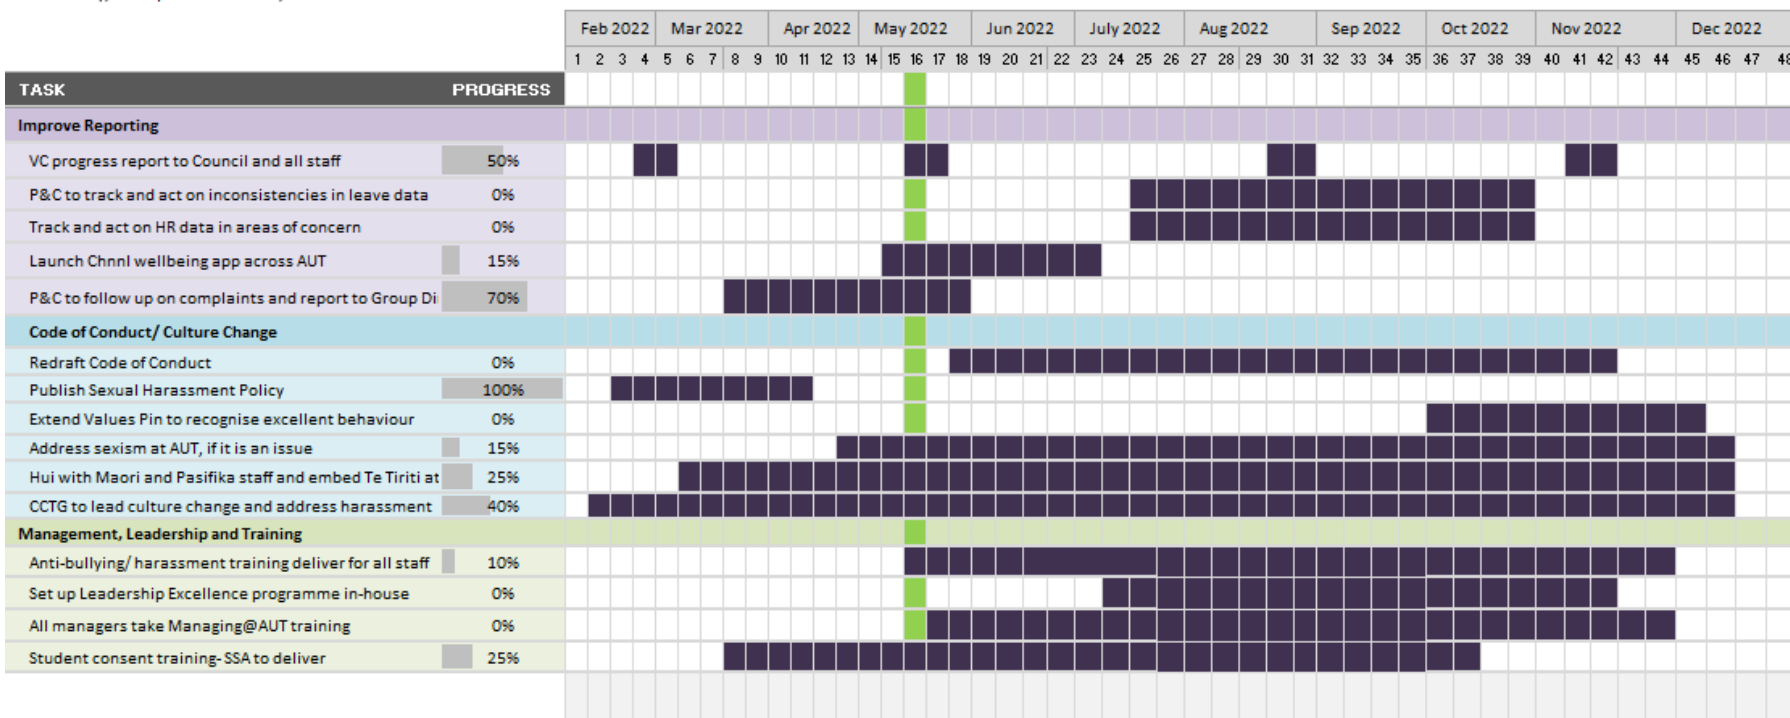 Feb 2022 Mar 2022 Apr 2022 May 2022 Jun 2022 July 2022 Aug 2022 Sep 2022 Oct 2022 Nov 2022 Dec 2022
1 2 3 4 5 6 7 8 9 10 11 12 13 14 15 16 17 18 19 20 21 22 23 24 25 26 27 28 29 30 31 32 33 34 35 36 37 38 39 40 41 42 43 44 45 46 47 48
TASK PROGRESS
Improve Reporting
VC progress report to Council and all staff 50%
P&C to track and act on inconsistencies in leave data 0%
Track and act on HR data in areas of concern 0%
Launch Chnnl wellbeing app across AUT 15%
P&C to follow up on complaints and report to Group Di 70%
Code of Conduct/ Culture Change
Redraft Code of Conduct 0%
Publish Sexual Harassment Policy 100%
Extend Values Pin to recognise excellent behaviour 0%
Address sexism at AUT, if it is an issue 15%
Hui with Maori and Pasifika staff and embed Te Tiriti at 25%
CCTG to lead culture change and address harassment 40%
Management, Leadership and Training
Anti-bullying/ harassment training deliver for all staff 10%
Set up Leadership Excellence programme in-house 0%
All managers take Managing@AUT training 0%
Student consent training- SSA to deliver 25%